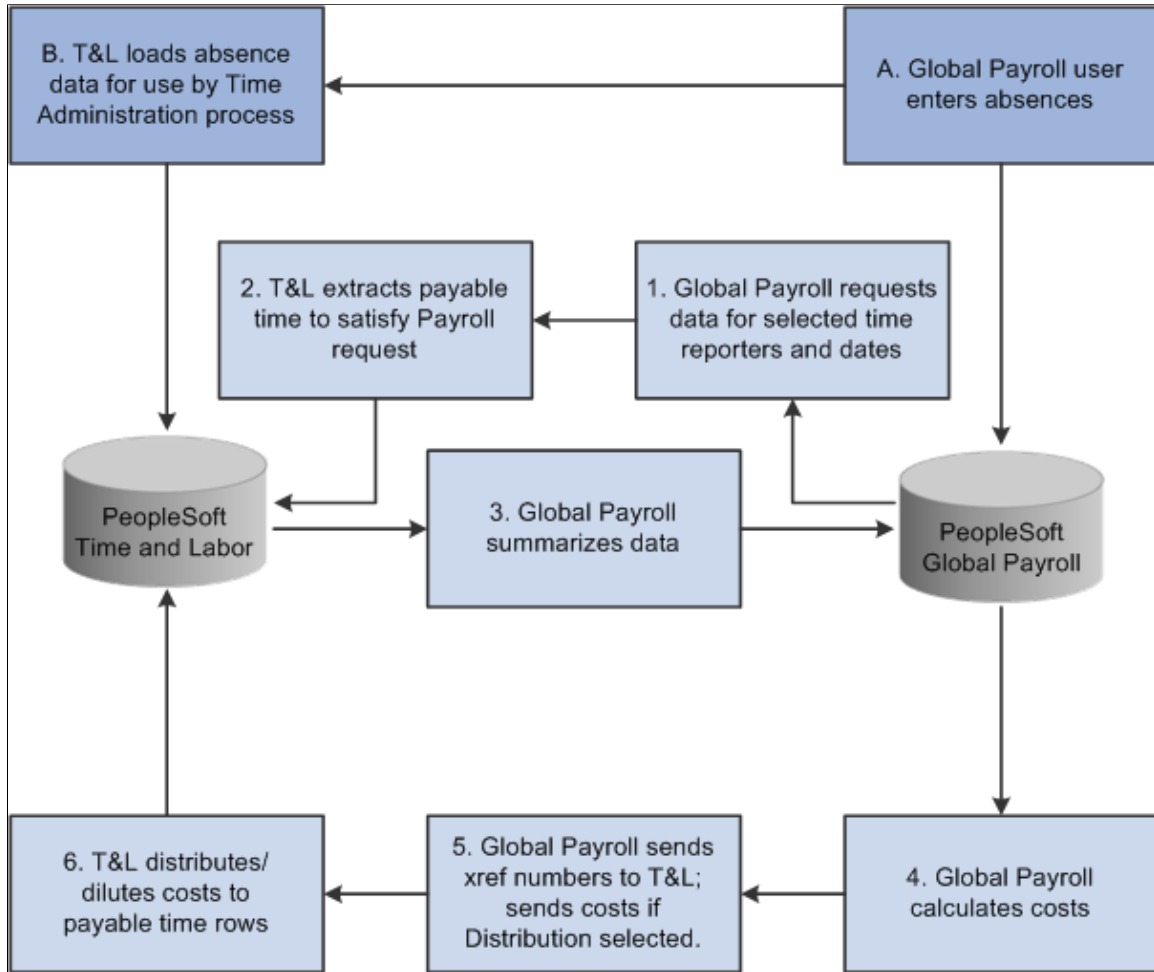 B. T&L loads absence
data for use by Time
Administration process
A. Global Payroll user
enters absences
2. T&L extracts payable
time to satisfy Payroll
request
1. Global Payroll requests
data for selected time
reporters and dates
PeopleSoft
Time and Labor
3. Global Payroll
summarizes data
PeopleSoft
Global Payroll
6. T&L distributes/
dilutes costs to
payable time rows
5. Global Payroll sends
xref numbers to T&L;
sends costs if
Distribution selected.
4. Global Payroll
calculates costs